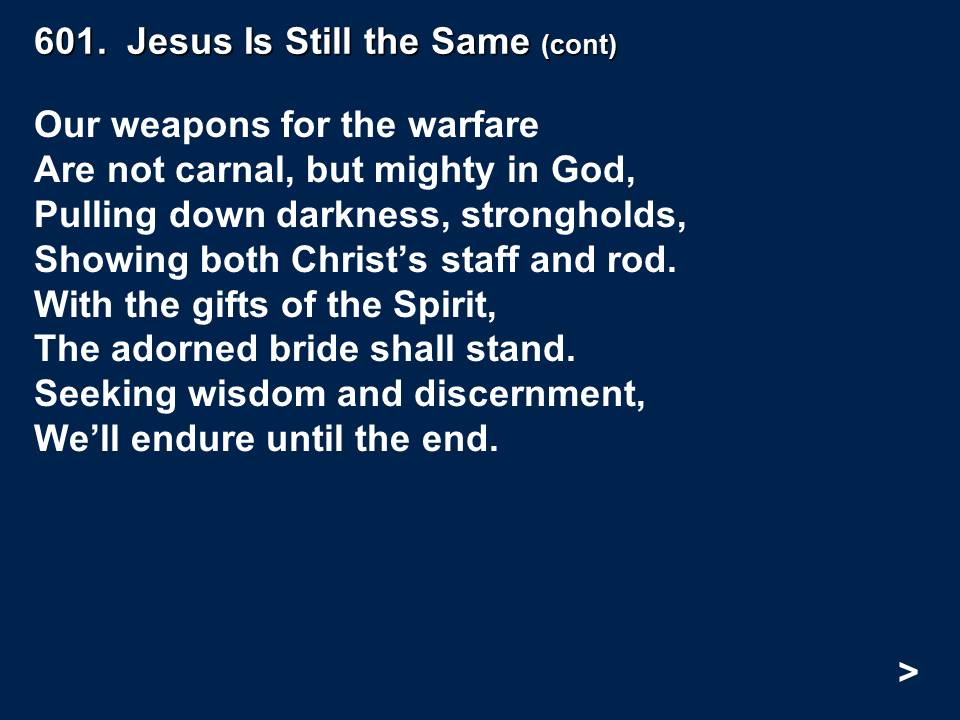 601.  Jesus Is Still the Same (cont)
Our weapons for the warfare
Are not carnal, but mighty in God,
Pulling down darkness, strongholds,
Showing both Christ’s staff and rod.
With the gifts of the Spirit,
The adorned bride shall stand.
Seeking wisdom and discernment,
We’ll endure until the end.
>